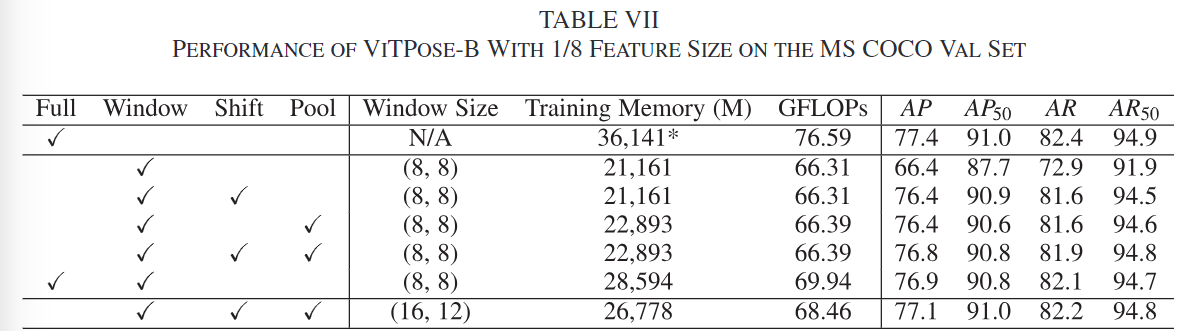 TABLE VII
PERFORMANCE OF VITPOSE-B WITH 1/8 FEATURE SIZE ON THE MS COCO VAL SET
Full Window Shift Pool Window Size Training Memory (M) GFLOPs AP AP50 AR AR50
✓ N/A 36,141* 76.59 77.4 91.0 82.4 94.9
✓ (8, 8) 21,161 66.31 66.4 87.7 72.9 91.9
✓ ✓ (8, 8) 21,161 66.31 76.4 90.9 81.6 94.5
✓ ✓ (8, 8) 22,893 66.39 76.4 90.6 81.6 94.6
✓ ✓ ✓ (8, 8) 22,893 66.39 76.8 90.8 81.9 94.8
✓ ✓ (8, 8) 28,594 69.94 76.9 90.8 82.1 94.7
✓ ✓ ✓ (16, 12) 26,778 68.46 77.1 91.0 82.2 94.8